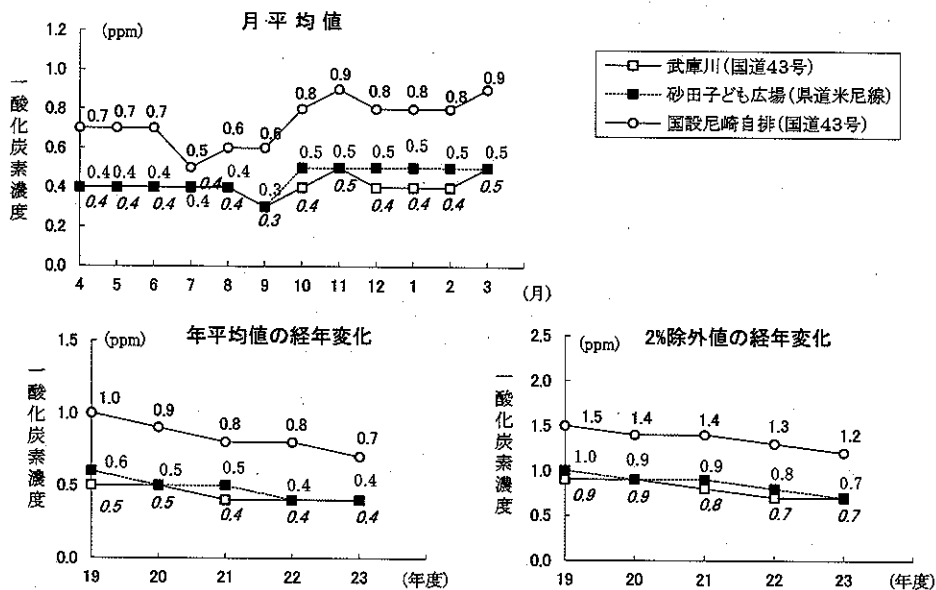 月平均値
(ppm)
一酸化炭素濃度
1.2
1.0
0.8
0.6
0.4
0.2
0.0
0.7 0.7 0.7 0.5 0.6 0.6 0.8 0.9 0.8 0.8 0.8 0.9
0.4 0.4 0.4 0.4 0.4 0.3 0.5 0.5 0.5 0.5 0.5 0.5
0.4 0.4 0.4 0.4 0.4 0.3 0.4 0.5 0.4 0.4 0.4 0.5
4 5 6 7 8 9 10 11 12 1 2 3 (月)
武庫川(国道43号)
砂田子ども広場(県道米尼線)
国設尼崎自排(国道43号)
年平均値の経年変化
(ppm)
一酸化炭素濃度
1.5
1.0
0.5
0.0
1.0 0.9 0.8 0.8 0.7
0.6 0.5 0.5 0.4 0.4
0.5 0.5 0.4 0.4 0.4
19 20 21 22 23 (年度)
2%除外値の経年変化
(ppm)
一酸化炭素濃度
2.5
2.0
1.5
1.0
0.5
0.0
1.5 1.4 1.4 1.3 1.2
1.0 0.9 0.9 0.8 0.7
0.9 0.9 0.8 0.7 0.7
19 20 21 22 23 (年度)